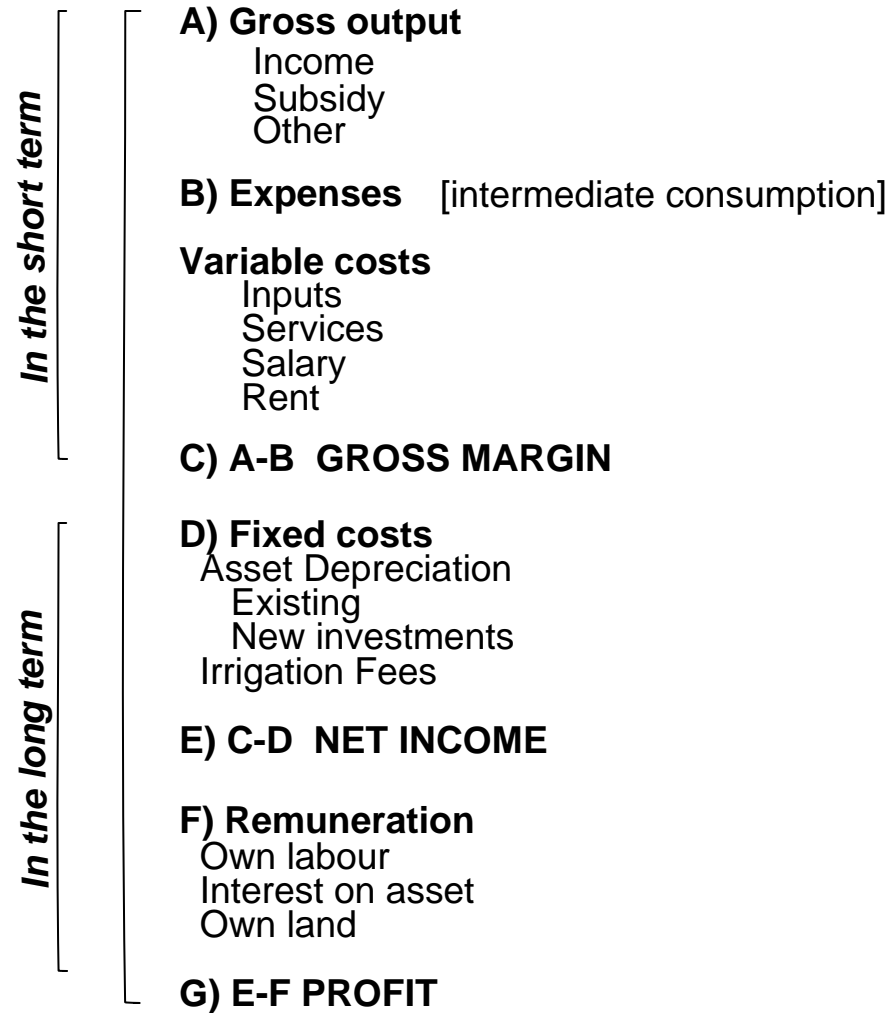 A) Gross output
Income
Subsidy
Other
B) Expenses [intermediate consumption]
Variable costs
Inputs
Services
Salary
Rent
C) A-B GROSS MARGIN
D) Fixed costs
Asset Depreciation
Existing
New investments
Irrigation Fees
E) C-D NET INCOME
F) Remuneration
Own labour
Interest on asset
Own land
G) E-F PROFIT
In the short term
In the long term